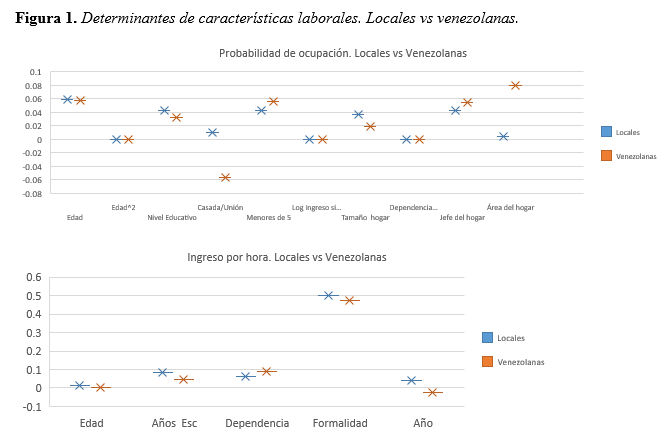 Figura 1. Determinantes de características laborales. Locales vs venezolanas.
Probabilidad de ocupación. Locales vs Venezolanas
0.1
0.08
0.06
0.04
0.02
0
-0.02
-0.04
-0.06
-0.08
Edad^2 Casada/Unión Log Ingreso si... Dependencia... Área del hogar
Edad Nivel Educativo Menores de 5 Tamaño hogar Jefe del hogar
Locales
Venezolanas
Ingreso por hora. Locales vs Venezolanas
0.6
0.5
0.4
0.3
0.2
0.1
0
-0.1
Edad Años Esc Dependencia Formalidad Año
Locales
Venezolanas